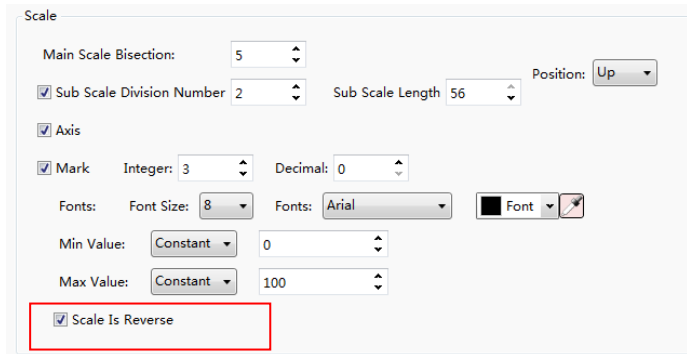 Scale
Main Scale Bisection: 5
Position: Up
Sub Scale Division Number 2 Sub Scale Length 56
Axis
Mark Integer: 3 Decimal: 0
Fonts: Font Size: 8 Fonts: Arial Font
Min Value: Constant 0
Max Value: Constant 100
Scale Is Reverse